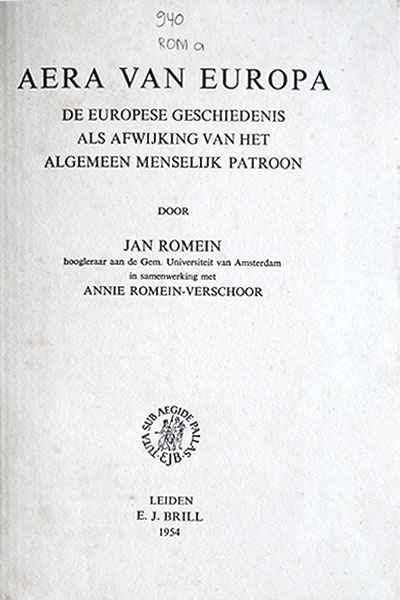 940
ROM a
AERA VAN EUROPA
DE EUROPESE GESCHIEDENIS
ALS AFWIJKING VAN HET
ALGEMEEN MENSELIJK PATROON
DOOR
JAN ROMEIN
hoogleraar aan de Gem. Universiteit van Amsterdam
in samenwerking met
ANNIE ROMEIN-VERSCHOOR
TUTA SUB AEGIDE PALLAS
EJB
LEIDEN
E. J. BRILL
1954